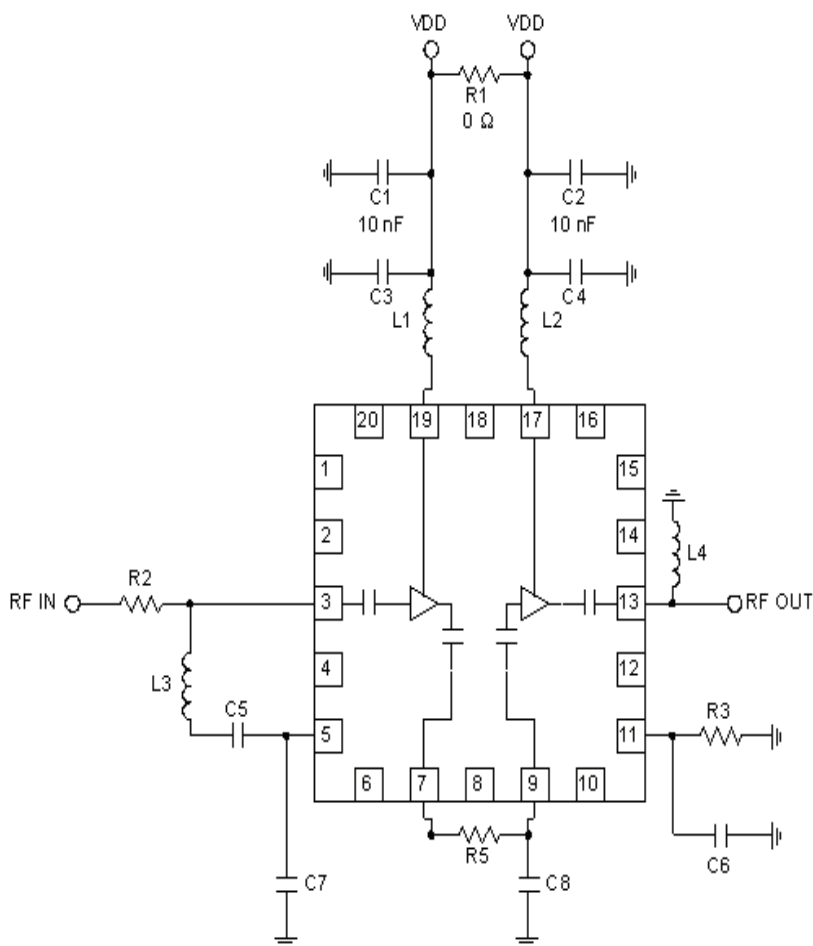 VDD
VDD
R1
0 Ω
C1
10 nF
C2
10 nF
C3
C4
L1
L2
20
19
18
17
16
1
15
2
14
L4
R2
RF IN
3
13
RF OUT
L3
4
12
C5
5
11
R3
6
7
8
9
10
R5
C6
C7
C8